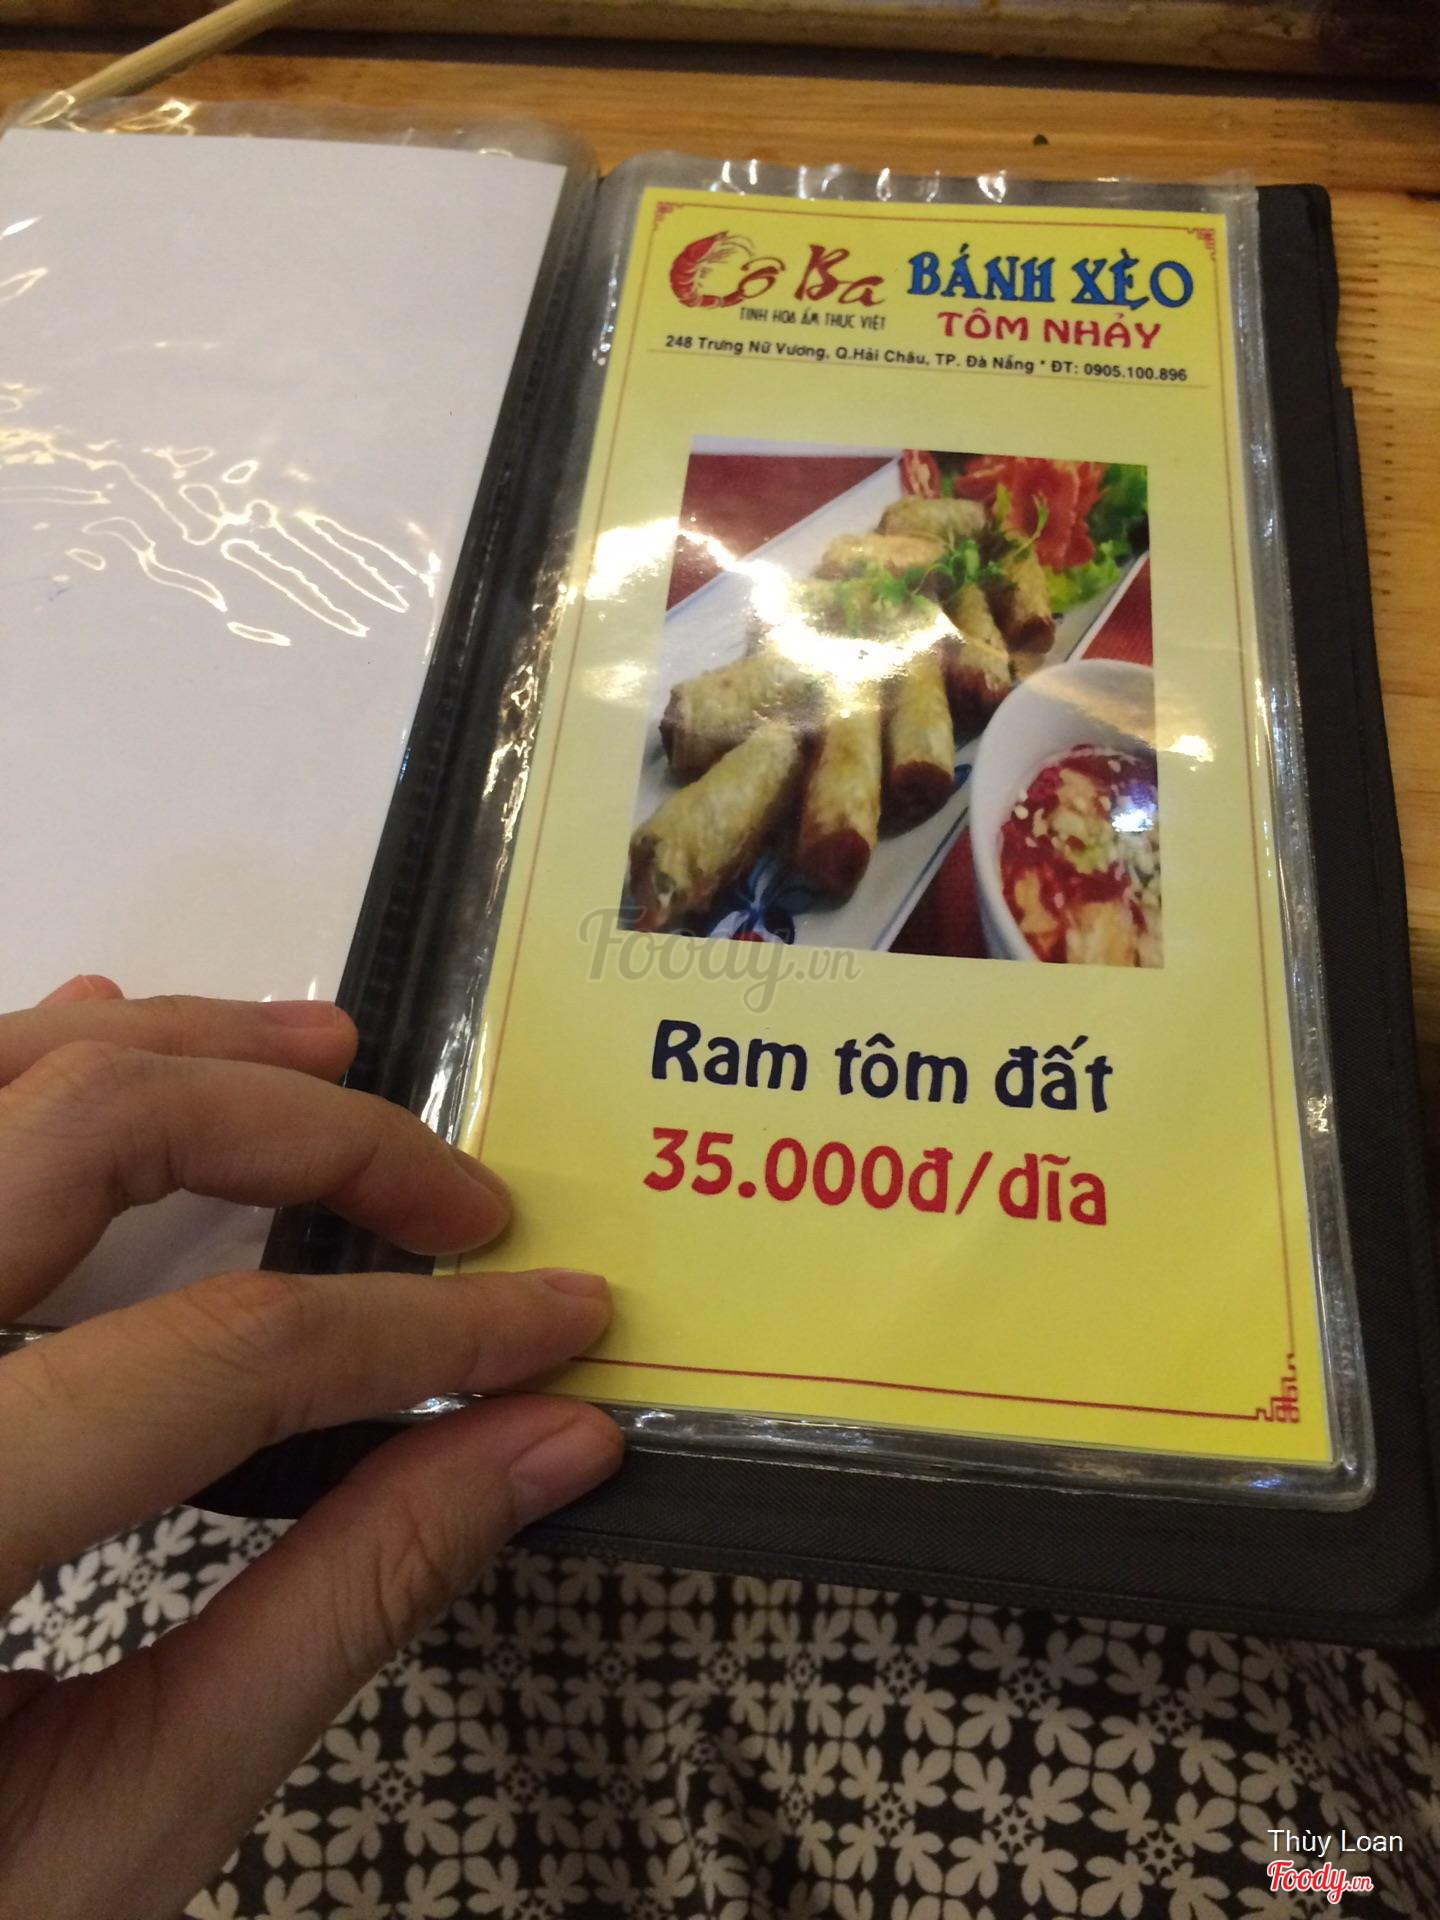 Cô Ba
TINH HOA ẨM THỰC VIỆT
BÁNH XÈO
TÔM NHẢY
248 Trưng Nữ Vương, Q.Hải Châu, TP. Đà Nẵng * ĐT: 0905.100.896
Foody.vn
Ram tôm đất
35.000đ/dĩa
Thùy Loan
Foody.vn